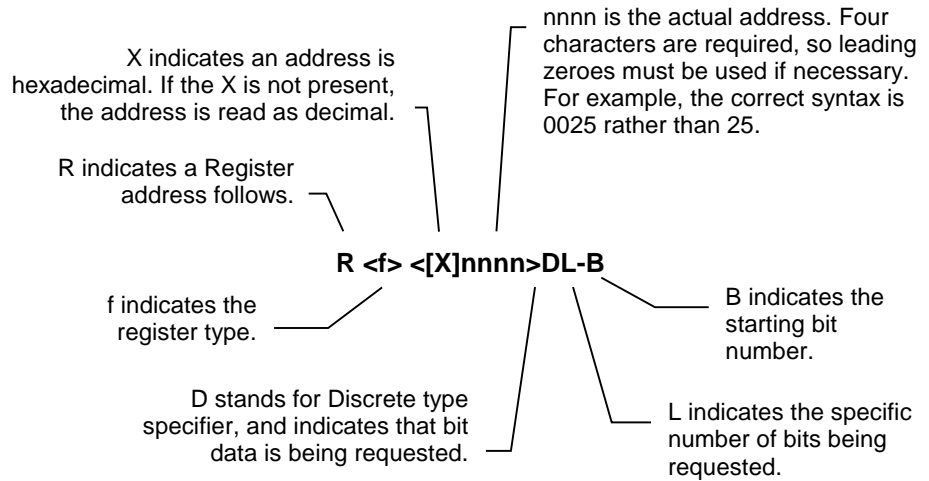 nnnn is the actual address. Four
characters are required, so leading
zeroes must be used if necessary.
For example, the correct syntax is
0025 rather than 25.
X indicates an address is
hexadecimal. If the X is not present,
the address is read as decimal.
R indicates a Register
address follows.
R <f> <[X]nnnn>DL-B
f indicates the
register type.
B indicates the
starting bit
number.
D stands for Discrete type
specifier, and indicates that bit
data is being requested.
L indicates the specific
number of bits being
requested.